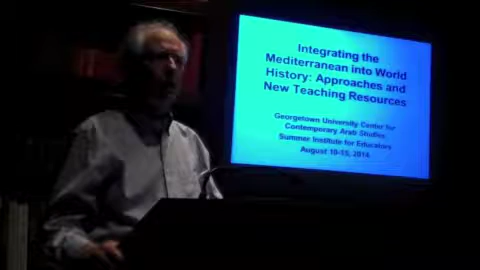 Integrating the
Mediterranean into World
History: Approaches and
New Teaching Resources
Georgetown University Center for
Contemporary Arab Studies
Summer Institute for Educators
August 10-15, 2014